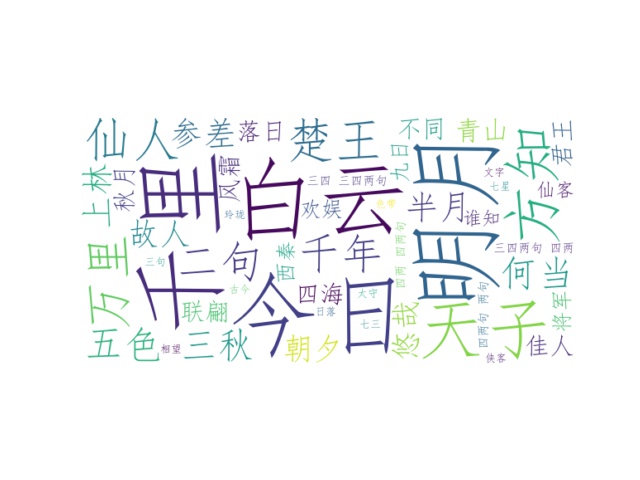 仙人
参差
落日
楚王
不同
青山
君王
上林
秋月
千里
风霜
白云
三四
三四两句
九日
明月
文字
七星
方知
仙客
玲珑
欢娱
半月
谁知
故人
二句
西秦
千年
四两
四两句
三四两句
四两
万里
三句
古今
今日
四海
太守
何当
联翩
日落
七三
悠哉
天子
四两句
两句
将军
五色
相望
三秋
朝夕
侠客
佳人